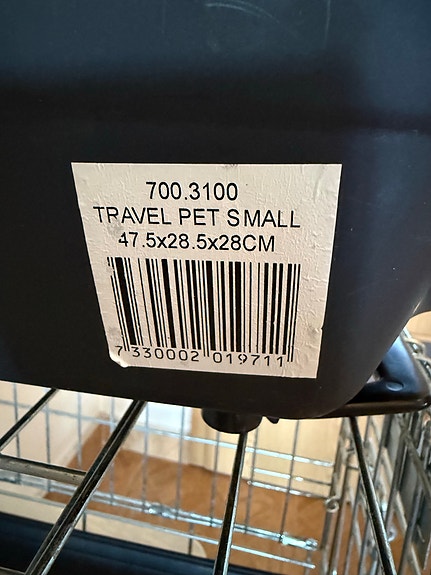 700.3100
TRAVEL PET SMALL
47.5x28.5x28CM
7 330002 019711